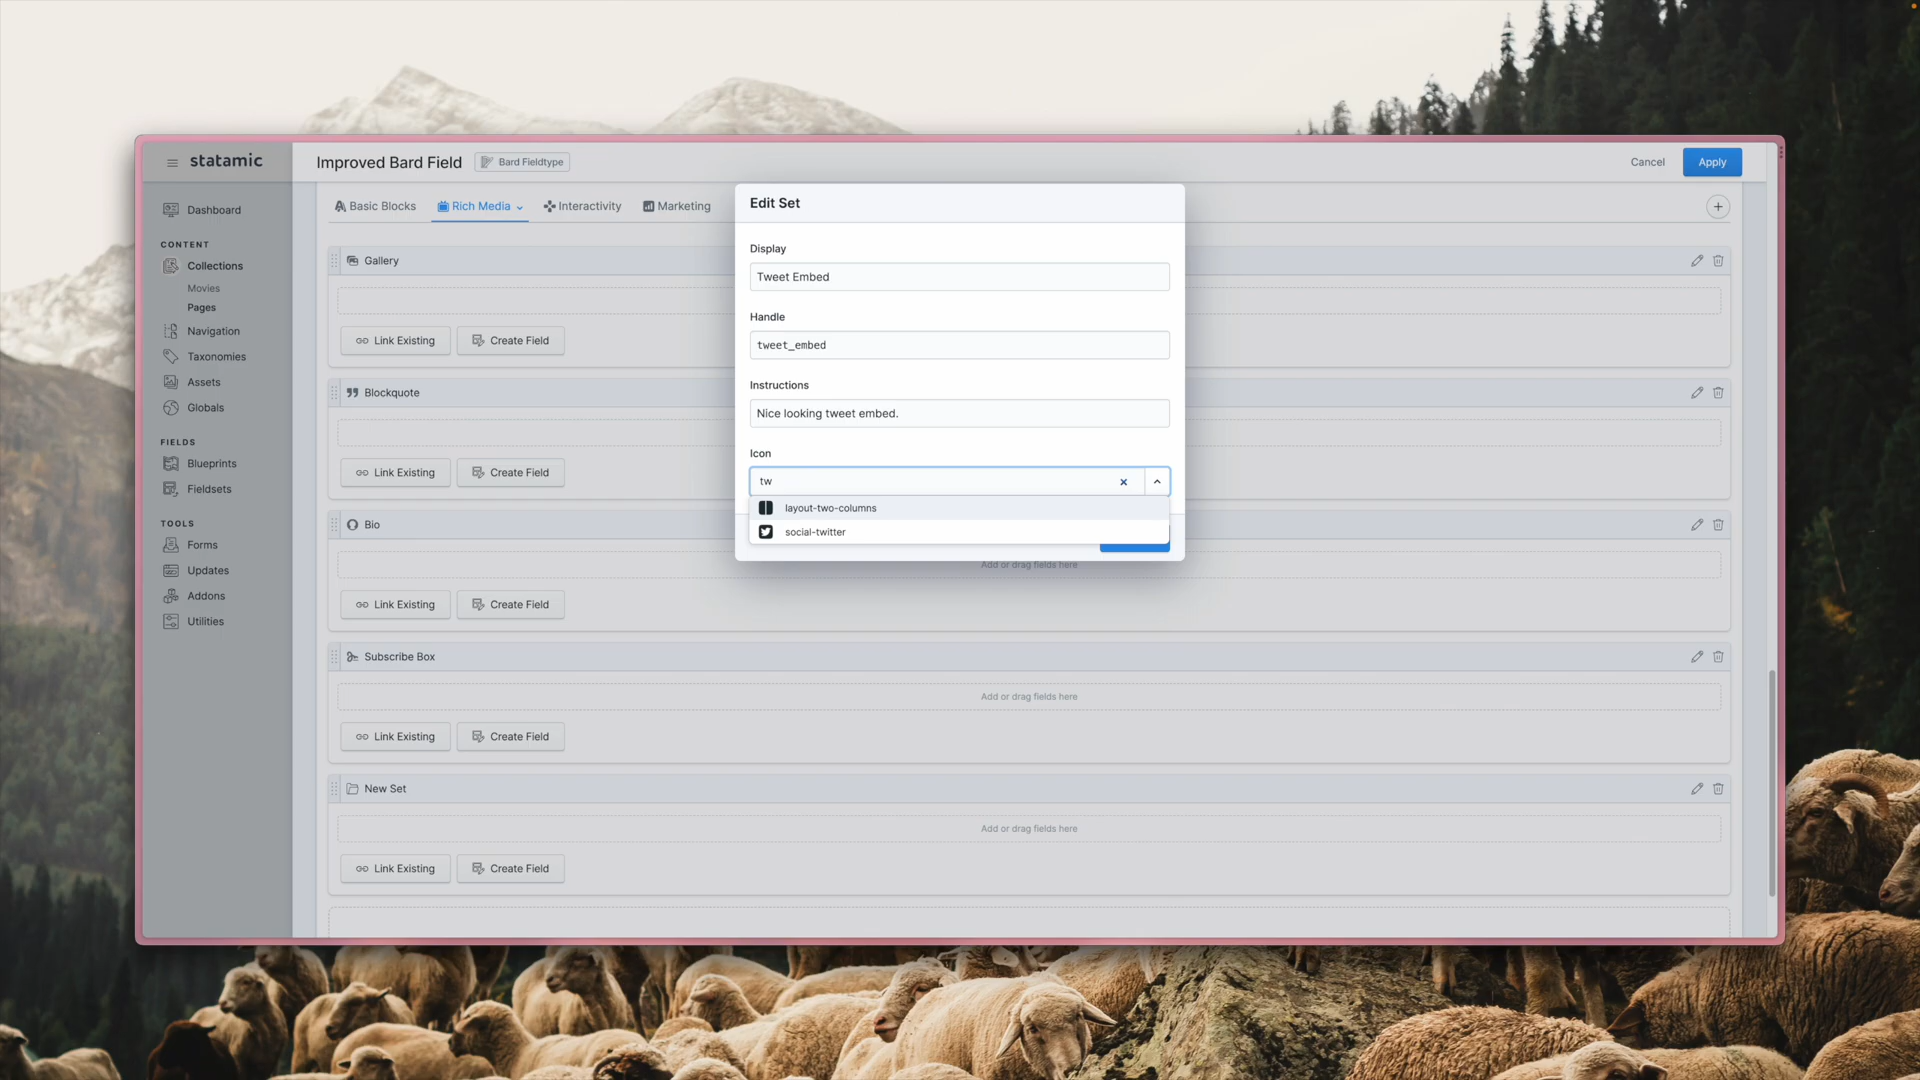 statamic
Improved Bard Field
Bard Fieldtype
Cancel
Apply
Dashboard
CONTENT
Collections
Movies
Pages
Navigation
Taxonomies
Assets
Globals
FIELDS
Blueprints
Fieldsets
TOOLS
Forms
Updates
Addons
Utilities
Basic Blocks
Rich Media
Interactivity
Marketing
Gallery
Link Existing
Create Field
Blockquote
Link Existing
Create Field
Bio
Add or drag fields here
Link Existing
Create Field
Subscribe Box
Add or drag fields here
Link Existing
Create Field
New Set
Add or drag fields here
Link Existing
Create Field
Edit Set
Display
Tweet Embed
Handle
tweet_embed
Instructions
Nice looking tweet embed.
Icon
tw
layout-two-columns
social-twitter